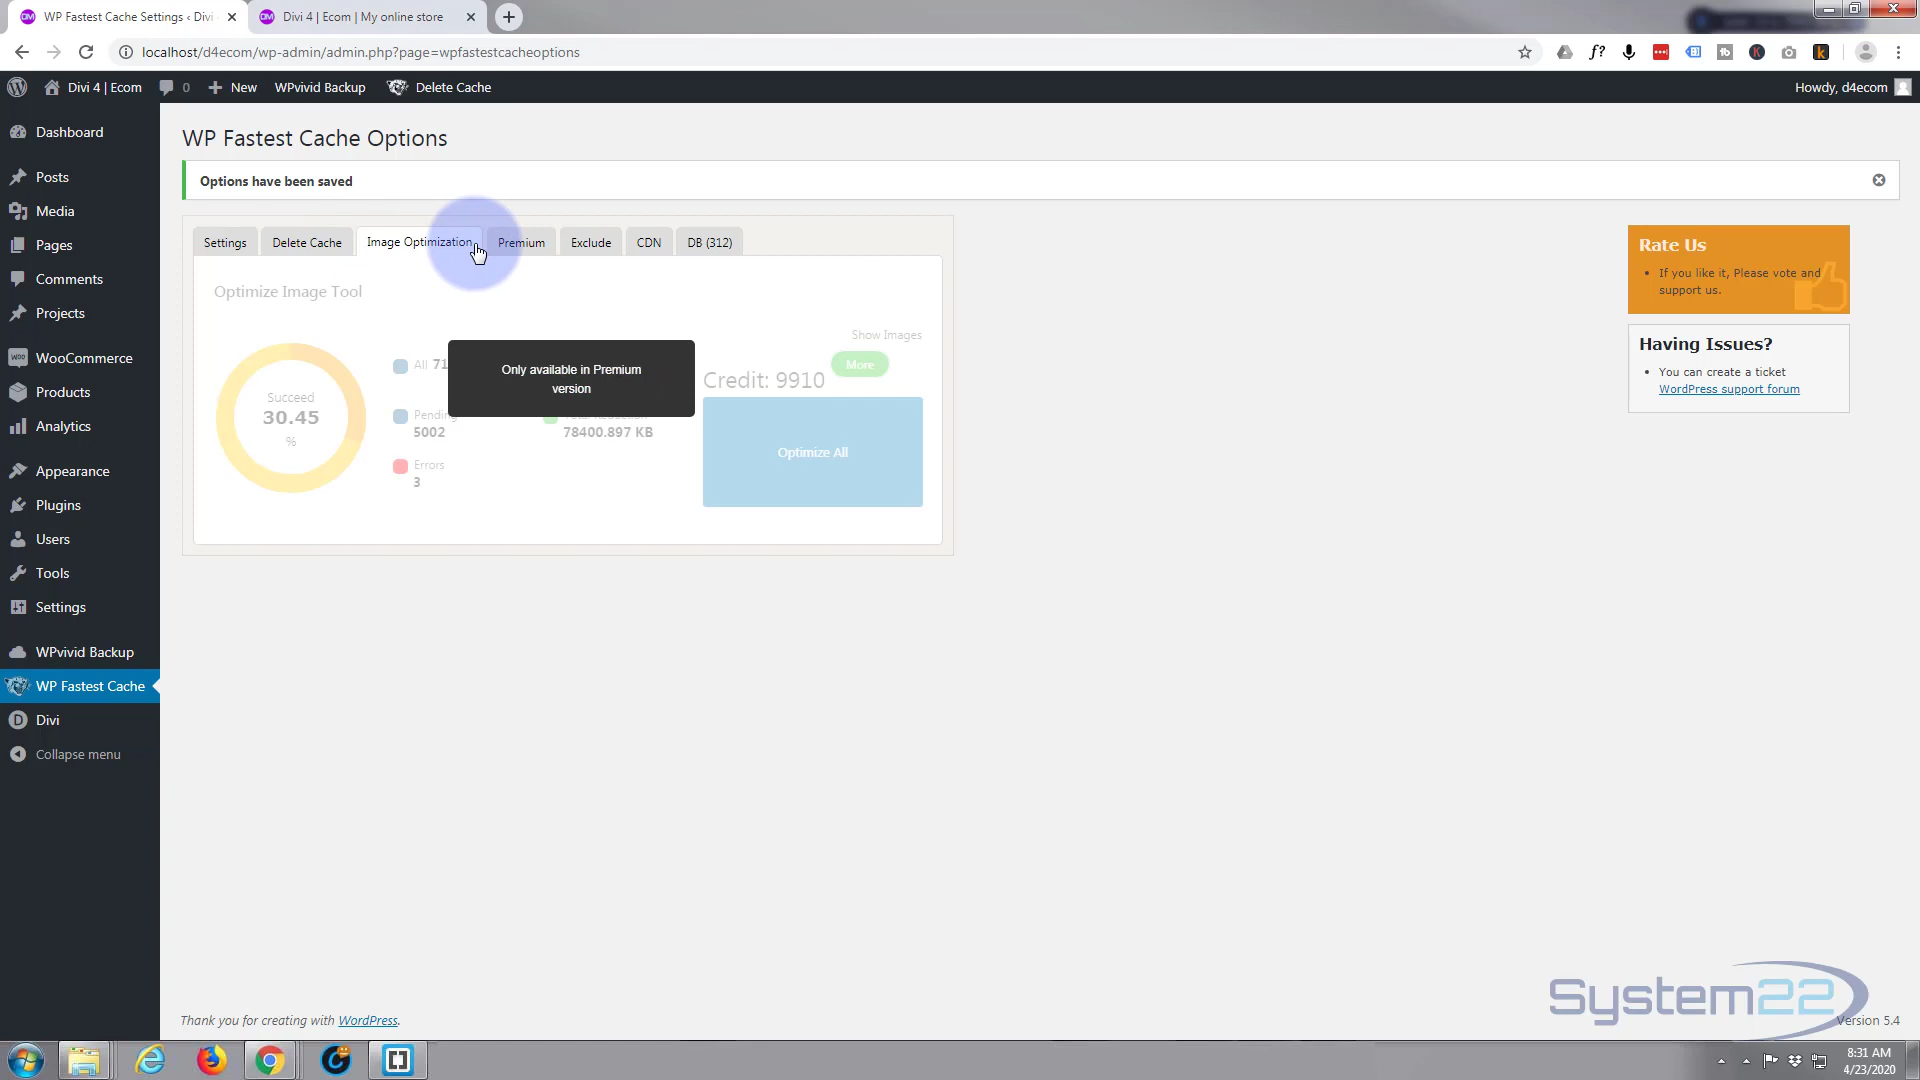 WP Fastest Cache Settings ‹ Divi
Divi 4 | Ecom | My online store
localhost/d4ecom/wp-admin/admin.php?page=wpfastestcacheoptions
Divi 4 | Ecom
0
New
WPvivid Backup
Delete Cache
Howdy, d4ecom
Dashboard
Posts
Media
Pages
Comments
Projects
WooCommerce
Products
Analytics
Appearance
Plugins
Users
Tools
Settings
WPvivid Backup
WP Fastest Cache
Divi
Collapse menu
WP Fastest Cache Options
Options have been saved
Settings
Delete Cache
Image Optimization
Premium
Exclude
CDN
DB (312)
Optimize Image Tool
Succeed
30.45
%
All 71
Pending
5002
Errors
3
Only available in Premium
version
78400.897 KB
Show Images
More
Credit: 9910
Optimize All
Rate Us
If you like it, Please vote and
support us.
Having Issues?
You can create a ticket
WordPress support forum
Thank you for creating with WordPress.
System22
Version 5.4
8:31 AM
4/23/2020